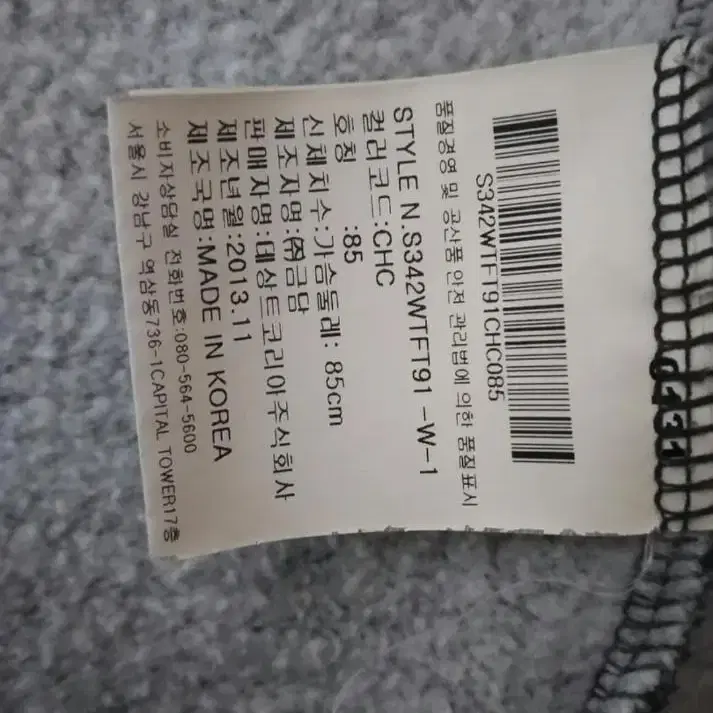 S342WTFT91CHC085
품질경영 및 공산품 안전 관리법에 의한 품질표시
STYLE N.S342WTFT91 -W-1
컬러코드:CHC
호칭 :85
신체치수:가슴둘레: 85cm
제조자명:㈜금담
판매자명:데상트코리아주식회사
제조년월:2013.11
제조국명:MADE IN KOREA
소비자상담실 전화번호:080-564-5600
서울시 강남구 역삼동736-1CAPITAL TOWER17층